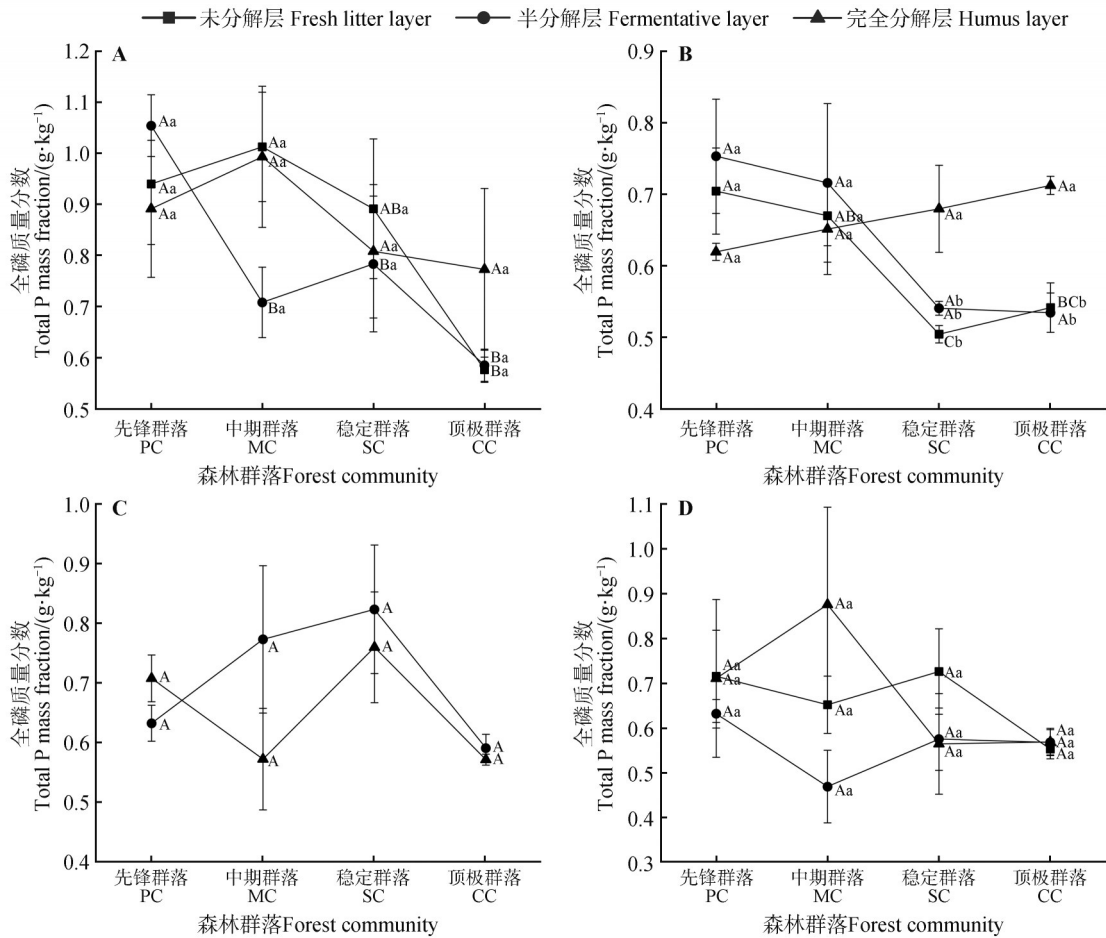 未分解层 Fresh litter layer 半分解层 Fermentative layer 完全分解层 Humus layer
A
全磷质量分数
Total P mass fraction/(g·kg⁻¹)
1.2
1.1
1.0
0.9
0.8
0.7
0.6
0.5
Aa
Aa
Aa
Aa
Aa
Ba
ABa
Aa
Ba
Aa
Ba
Ba
先锋群落 中期群落 稳定群落 顶极群落
PC MC SC CC
森林群落Forest community
B
全磷质量分数
Total P mass fraction/(g·kg⁻¹)
0.9
0.8
0.7
0.6
0.5
0.4
Aa
Aa
Aa
Aa
ABa
Aa
Aa
Ab
Ab
Cb
Aa
BCb
Ab
先锋群落 中期群落 稳定群落 顶极群落
PC MC SC CC
森林群落Forest community
C
全磷质量分数
Total P mass fraction/(g·kg⁻¹)
1.0
0.9
0.8
0.7
0.6
0.5
0.4
A
A
A
A
A
A
A
A
先锋群落 中期群落 稳定群落 顶极群落
PC MC SC CC
森林群落Forest community
D
全磷质量分数
Total P mass fraction/(g·kg⁻¹)
1.1
1.0
0.9
0.8
0.7
0.6
0.5
0.4
0.3
Aa
Aa
Aa
Aa
Aa
Aa
Aa
Aa
Aa
Aa
Aa
Aa
先锋群落 中期群落 稳定群落 顶极群落
PC MC SC CC
森林群落Forest community